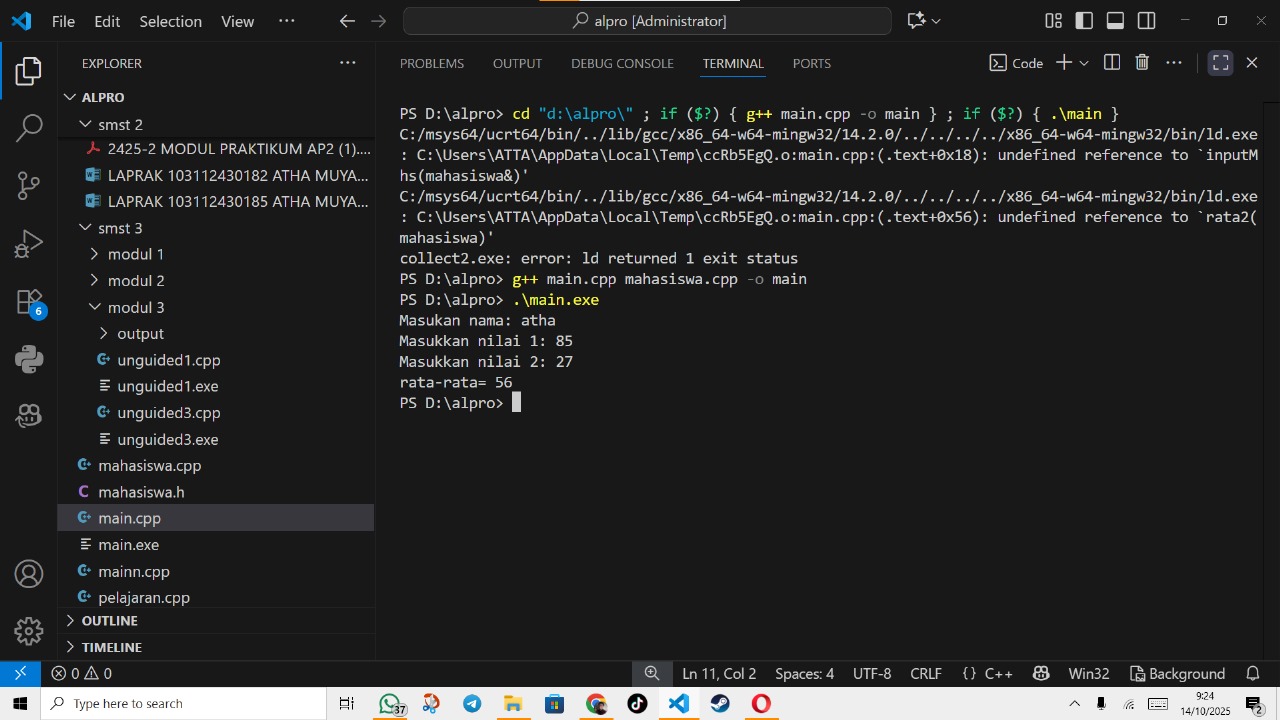 File Edit Selection View ··· alpro [Administrator]
EXPLORER ···
ALPRO
smst 2
2425-2 MODUL PRAKTIKUM AP2 (1)....
LAPRAK 103112430182 ATHA MUYA...
LAPRAK 103112430185 ATHA MUYA...
smst 3
modul 1
modul 2
modul 3
output
unguided1.cpp
unguided1.exe
unguided3.cpp
unguided3.exe
mahasiswa.cpp
C mahasiswa.h
main.cpp
main.exe
mainn.cpp
pelajaran.cpp
OUTLINE
TIMELINE
6
PROBLEMS OUTPUT DEBUG CONSOLE TERMINAL PORTS Code ···
PS D:\alpro> cd "d:\alpro\" ; if ($?) { g++ main.cpp -o main } ; if ($?) { .\main }
C:/msys64/ucrt64/bin/../lib/gcc/x86_64-w64-mingw32/14.2.0/../../../../x86_64-w64-mingw32/bin/ld.exe
: C:\Users\ATTA\AppData\Local\Temp\ccRb5EgQ.o:main.cpp:(.text+0x18): undefined reference to `inputM
hs(mahasiswa&)'
C:/msys64/ucrt64/bin/../lib/gcc/x86_64-w64-mingw32/14.2.0/../../../../x86_64-w64-mingw32/bin/ld.exe
: C:\Users\ATTA\AppData\Local\Temp\ccRb5EgQ.o:main.cpp:(.text+0x56): undefined reference to `rata2(
mahasiswa)'
collect2.exe: error: ld returned 1 exit status
PS D:\alpro> g++ main.cpp mahasiswa.cpp -o main
PS D:\alpro> .\main.exe
Masukan nama: atha
Masukkan nilai 1: 85
Masukkan nilai 2: 27
rata-rata= 56
PS D:\alpro>
0 0 Ln 11, Col 2 Spaces: 4 UTF-8 CRLF {} C++ Win32 Background
Type here to search 37 9:24
14/10/2025 2